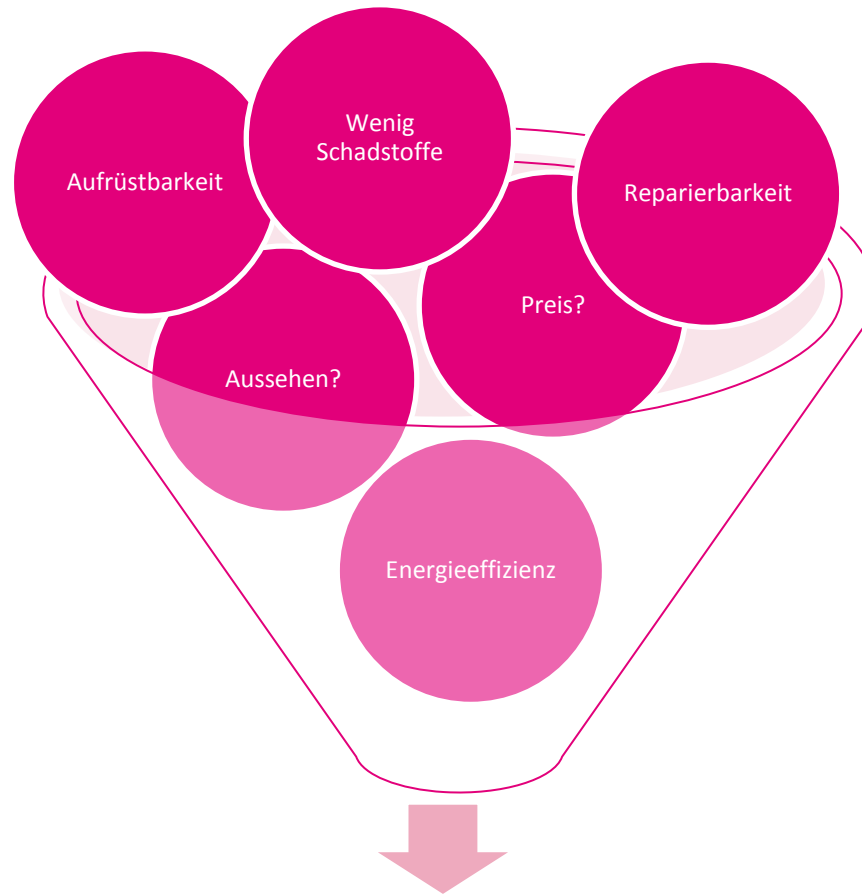 Wenig
Schadstoffe
Aufrüstbarkeit
Reparierbarkeit
Preis?
Aussehen?
Energieeffizienz